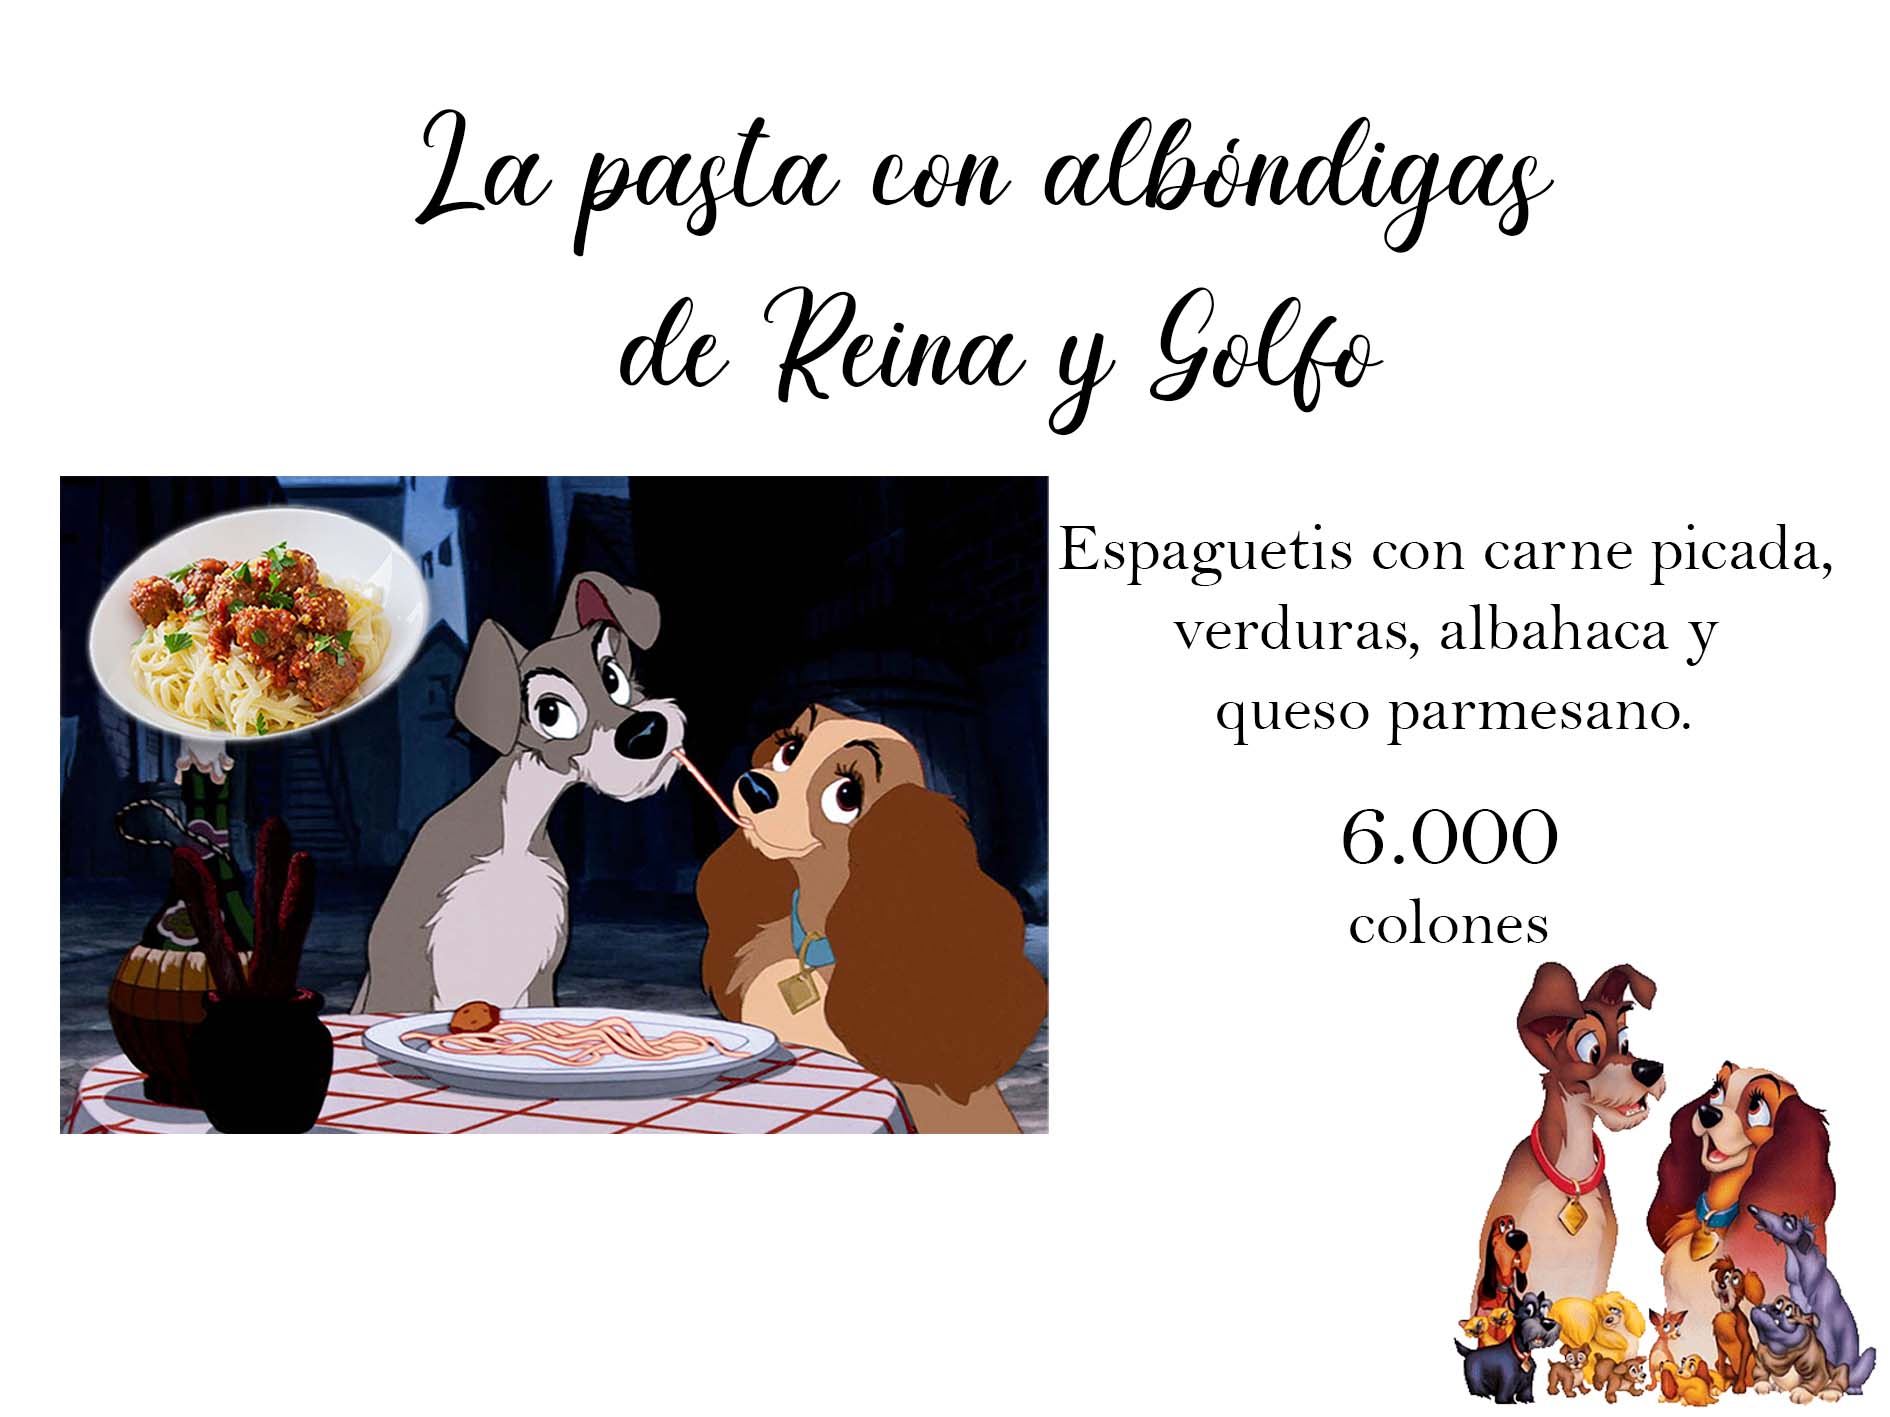 La pasta con albóndigas
de Reina y Golfo
Espaguetis con carne picada,
verduras, albahaca y
queso parmesano.
6.000
colones